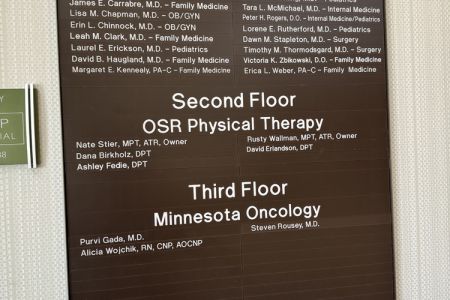 James E. Carrabre, M.D. – Family Medicine
Lisa M. Chapman, M.D. – OB/GYN
Erin L. Chinnock, M.D. – OB/GYN
Leah M. Clark, M.D. – Family Medicine
Laurel E. Erickson, M.D. – Pediatrics
David B. Haugland, M.D. – Family Medicine
Margaret E. Kennealy, PA-C – Family Medicine
Tara L. McMichael, M.D. – Internal Medicine
Peter H. Rogers, D.O. – Internal Medicine/Pediatrics
Lorene E. Rutherford, M.D. – Pediatrics
Dawn M. Stapleton, M.D. – Surgery
Timothy M. Thormodsgard, M.D. – Surgery
Victoria K. Zbikowski, D.O. – Family Medicine
Erica L. Weber, PA-C – Family Medicine
Second Floor
OSR Physical Therapy
Nate Stier, MPT, ATR, Owner
Dana Birkholz, DPT
Ashley Fedie, DPT
Rusty Wallman, MPT, ATR, Owner
David Erlandson, DPT
Third Floor
Minnesota Oncology
Purvi Gada, M.D.
Alicia Wojchik, RN, CNP, AOCNP
Steven Rousey, M.D.